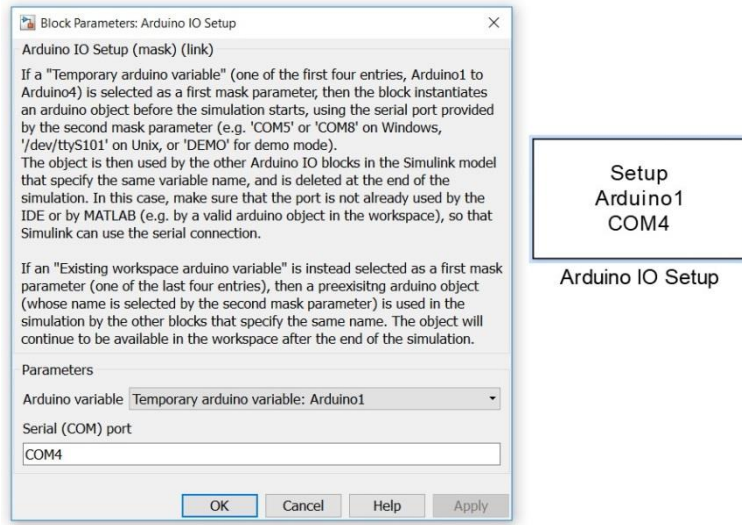 Block Parameters: Arduino IO Setup
Arduino IO Setup (mask) (link)
If a "Temporary arduino variable" (one of the first four entries, Arduino1 to
Arduino4) is selected as a first mask parameter, then the block instantiates
an arduino object before the simulation starts, using the serial port provided
by the second mask parameter (e.g. 'COM5' or 'COM8' on Windows,
'/dev/ttyS101' on Unix, or 'DEMO' for demo mode).
The object is then used by the other Arduino IO blocks in the Simulink model
that specify the same variable name, and is deleted at the end of the
simulation. In this case, make sure that the port is not already used by the
IDE or by MATLAB (e.g. by a valid arduino object in the workspace), so that
Simulink can use the serial connection.
If an "Existing workspace arduino variable" is instead selected as a first mask
parameter (one of the last four entries), then a preexisitng arduino object
(whose name is selected by the second mask parameter) is used in the
simulation by the other blocks that specify the same name. The object will
continue to be available in the workspace after the end of the simulation.
Parameters
Arduino variable Temporary arduino variable: Arduino1
Serial (COM) port
COM4
OK Cancel Help Apply
Setup
Arduino1
COM4
Arduino IO Setup